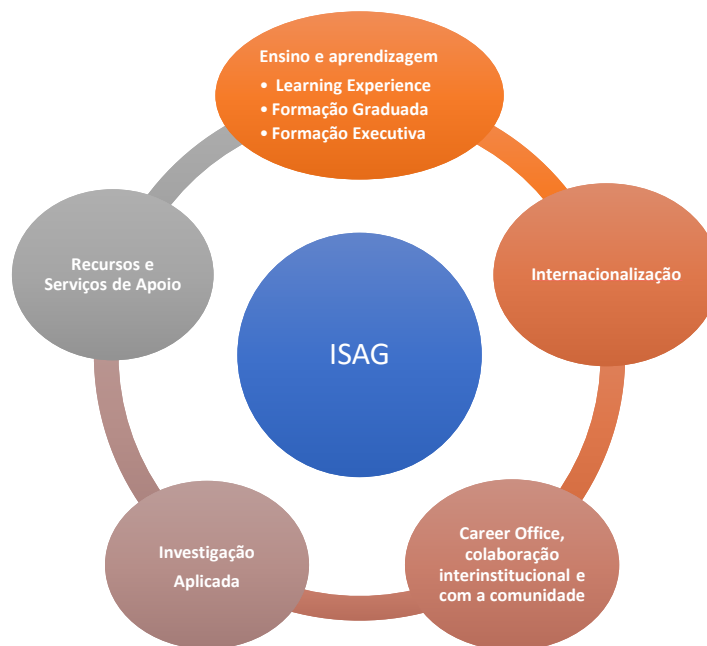 Ensino e aprendizagem
• Learning Experience
• Formação Graduada
• Formação Executiva
Recursos e
Serviços de Apoio
Internacionalização
ISAG
Investigação
Aplicada
Career Office,
colaboração
interinstitucional e
com a comunidade